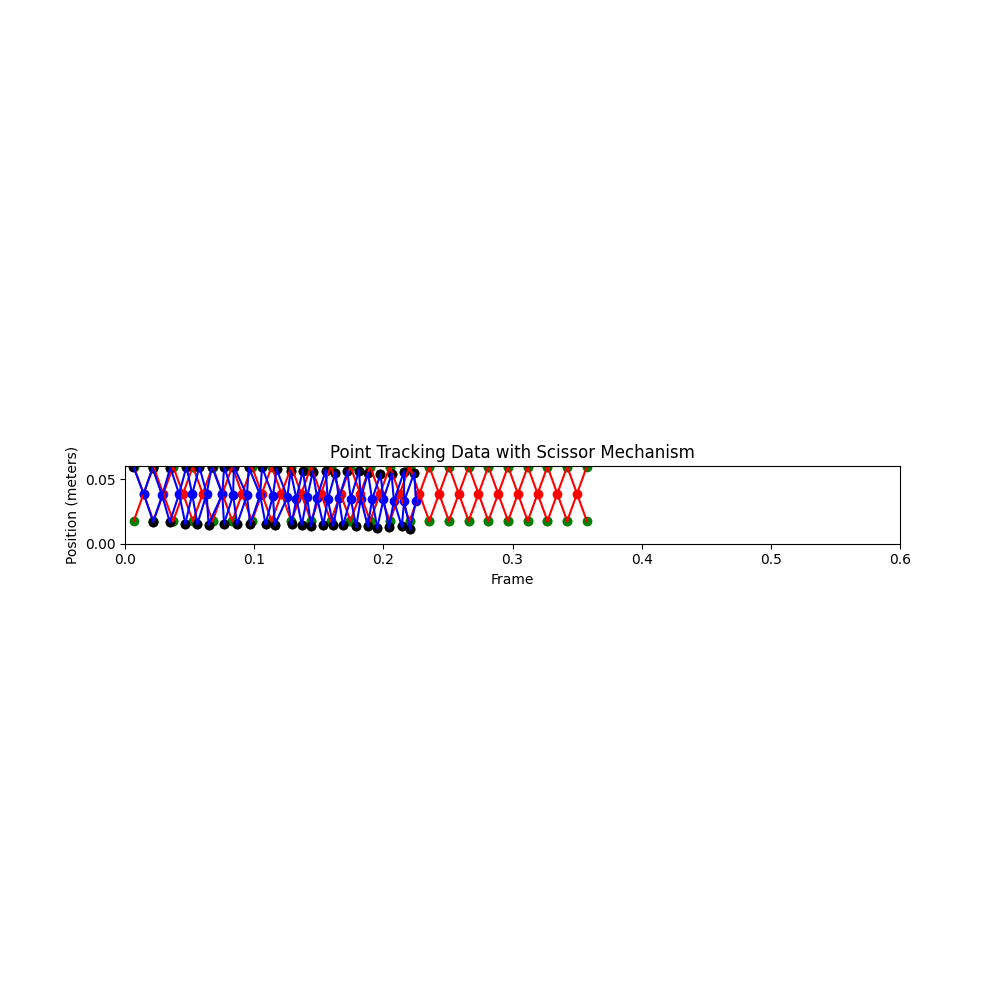 Point Tracking Data with Scissor Mechanism
Position (meters)
0.05
0.00
0.0 0.1 0.2 0.3 0.4 0.5 0.6
Frame